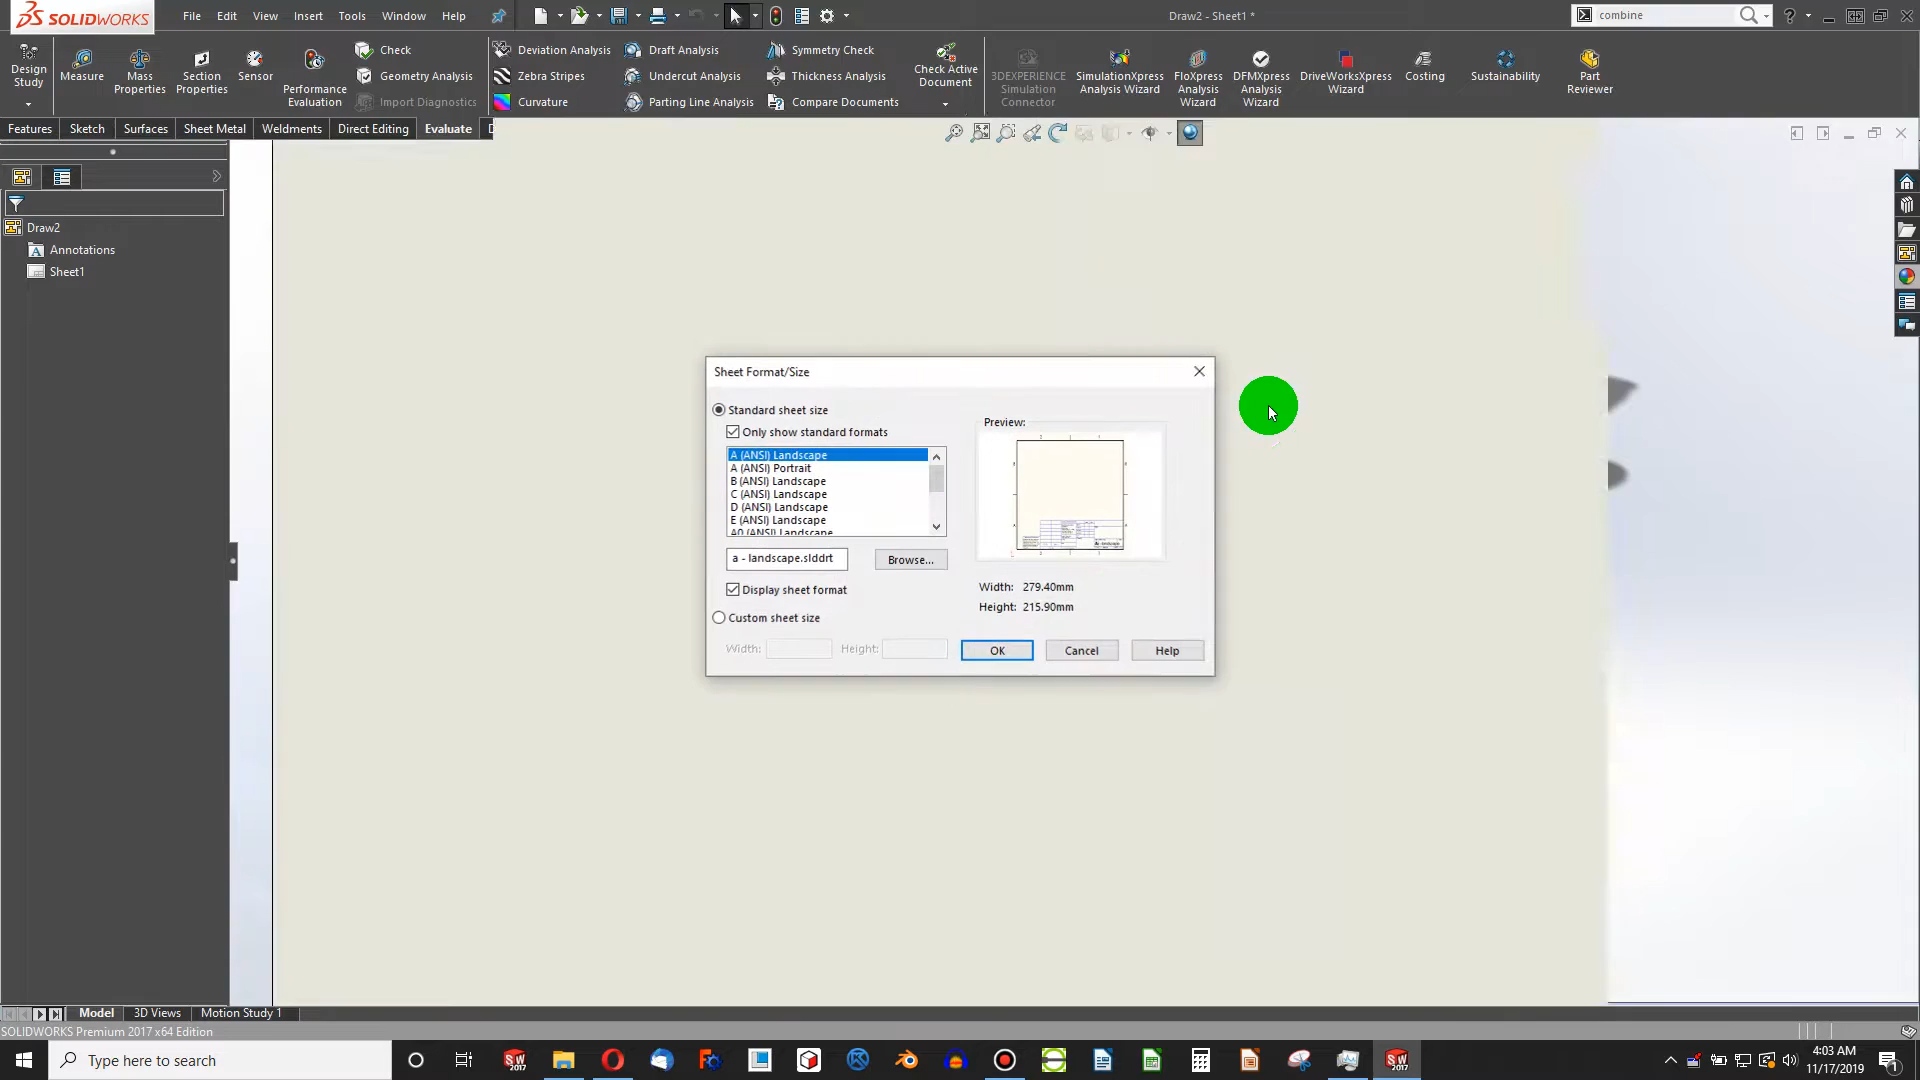 SOLIDWORKS File Edit View Insert Tools Window Help Draw2 - Sheet1 * combine
Design Study
Measure
Mass Properties
Section Properties
Sensor
Performance Evaluation
Check
Geometry Analysis
Import Diagnostics
Deviation Analysis
Zebra Stripes
Curvature
Draft Analysis
Undercut Analysis
Parting Line Analysis
Symmetry Check
Thickness Analysis
Compare Documents
Check Active Document
3DEXPERIENCE Simulation Connector
SimulationXpress Analysis Wizard
FloXpress Analysis Wizard
DFMXpress Analysis Wizard
DriveWorksXpress Wizard
Costing
Sustainability
Part Reviewer
Features Sketch Surfaces Sheet Metal Weldments Direct Editing Evaluate
Draw2
Annotations
Sheet1
Sheet Format/Size
Standard sheet size
Only show standard formats
A (ANSI) Landscape
A (ANSI) Portrait
B (ANSI) Landscape
C (ANSI) Landscape
D (ANSI) Landscape
E (ANSI) Landscape
A0 (ANSI) Landscape
a - landscape.slddrt Browse...
Display sheet format
Custom sheet size
Width: Height:
Preview:
Width: 279.40mm
Height: 215.90mm
OK Cancel Help
Model 3D Views Motion Study 1
SOLIDWORKS Premium 2017 x64 Edition
Type here to search
4:03 AM
11/17/2019